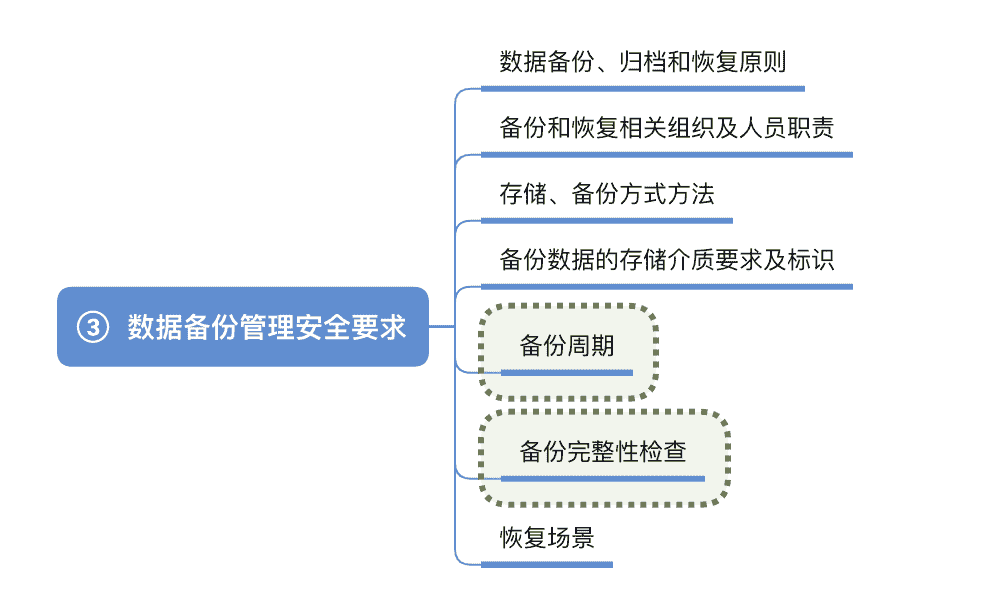 数据备份、归档和恢复原则
备份和恢复相关组织及人员职责
存储、备份方式方法
备份数据的存储介质要求及标识
③ 数据备份管理安全要求
备份周期
备份完整性检查
恢复场景